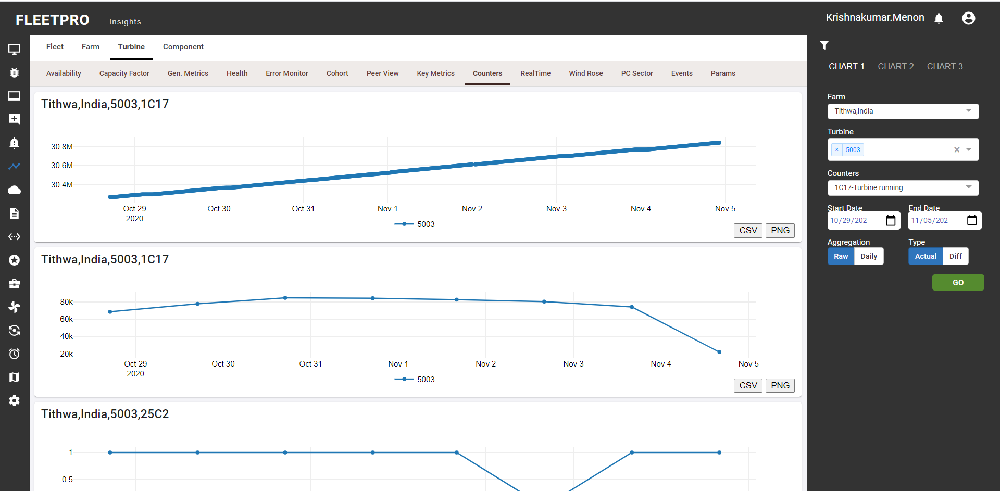 FLEETPRO
Insights
Krishnakumar.Menon
Fleet Farm Turbine Component
Availability Capacity Factor Gen. Metrics Health Error Monitor Cohort Peer View Key Metrics Counters RealTime Wind Rose PC Sector Events Params
Tithwa,India,5003,1C17
30.8M
30.6M
30.4M
Oct 29 Oct 30 Oct 31 Nov 1 Nov 2 Nov 3 Nov 4 Nov 5
2020
5003
CSV PNG
Tithwa,India,5003,1C17
80k
60k
40k
20k
Oct 29 Oct 30 Oct 31 Nov 1 Nov 2 Nov 3 Nov 4 Nov 5
2020
5003
CSV PNG
Tithwa,India,5003,25C2
1
0.5
CHART 1 CHART 2 CHART 3
Farm
Tithwa,India
Turbine
× 5003
Counters
1C17-Turbine running
Start Date End Date
10/29/202 11/05/202
Aggregation Type
Raw Daily Actual Diff
GO